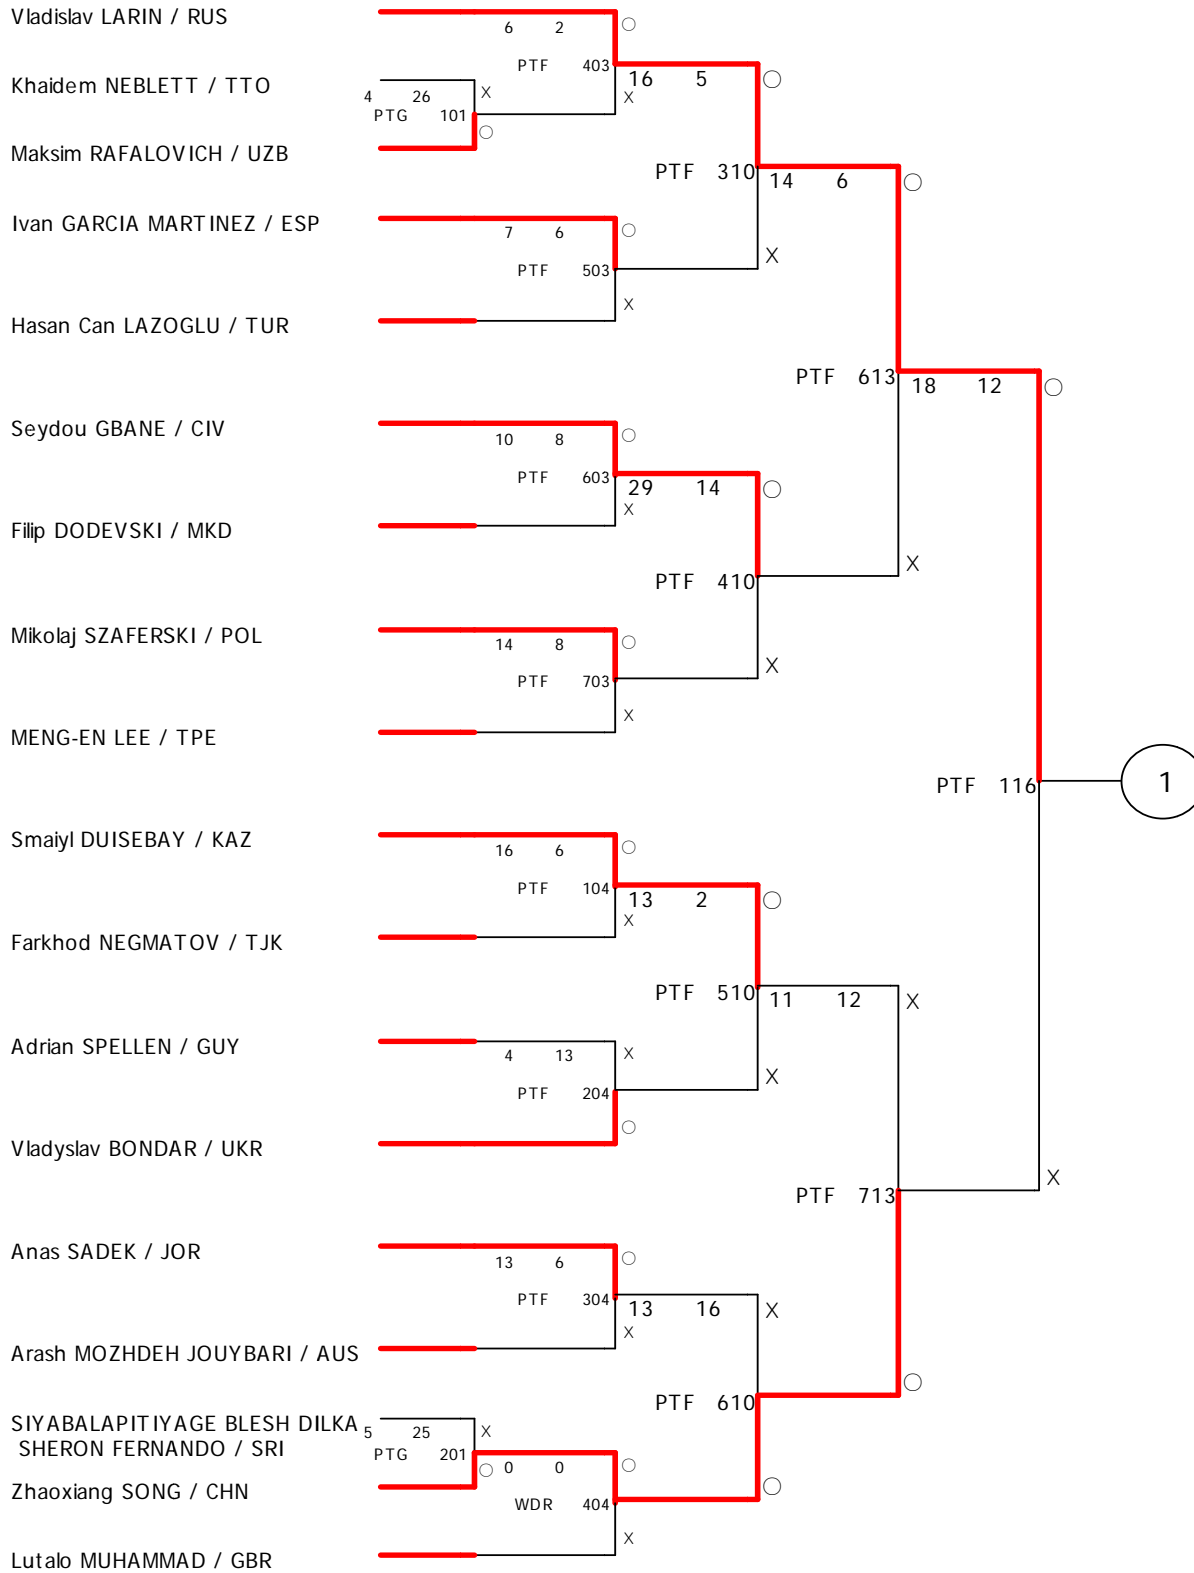 Vladislav LARIN / RUS
6 2
PTF 403
16 5
Khaidem NEBLETT / TTO
X
X
4 26
PTG 101
Maksim RAFALOVICH / UZB
PTF 310
14 6
Ivan GARCIA MARTINEZ / ESP
7 6
X
PTF 503
X
Hasan Can LAZOGLU / TUR
PTF 613
18 12
Seydou GBANE / CIV
10 8
PTF 603
29 14
X
Filip DODEVSKI / MKD
X
PTF 410
Mikolaj SZAFERSKI / POL
14 8
X
PTF 703
X
MENG-EN LEE / TPE
PTF 116
1
Smaiyl DUISEBAY / KAZ
16 6
PTF 104
13 2
X
Farkhod NEGMATOV / TJK
PTF 510
11 12
X
Adrian SPELLEN / GUY
4 13
X
X
PTF 204
Vladyslav BONDAR / UKR
X
PTF 713
Anas SADEK / JOR
13 6
PTF 304
13 16
X
X
Arash MOZHDEH JOUYBARI / AUS
PTF 610
SIYABALAPITIYAGE BLESH DILKA
SHERON FERNANDO / SRI
5 25
X
PTG 201
0 0
Zhaoxiang SONG / CHN
WDR 404
X
Lutalo MUHAMMAD / GBR